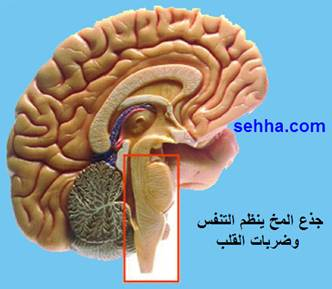 sehha.com
جذع المخ ينظم التنفس
وضربات القلب